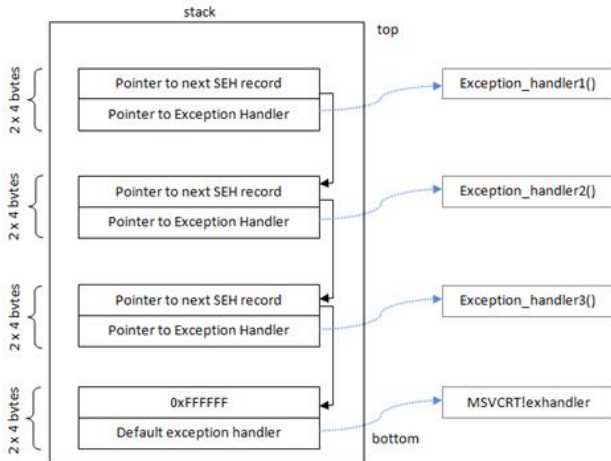 stack
top
2 x 4 bytes
Pointer to next SEH record
Pointer to Exception Handler
Exception_handler1()
2 x 4 bytes
Pointer to next SEH record
Pointer to Exception Handler
Exception_handler2()
2 x 4 bytes
Pointer to next SEH record
Pointer to Exception Handler
Exception_handler3()
2 x 4 bytes
0xFFFFFF
Default exception handler
MSVCRT!exhandler
bottom